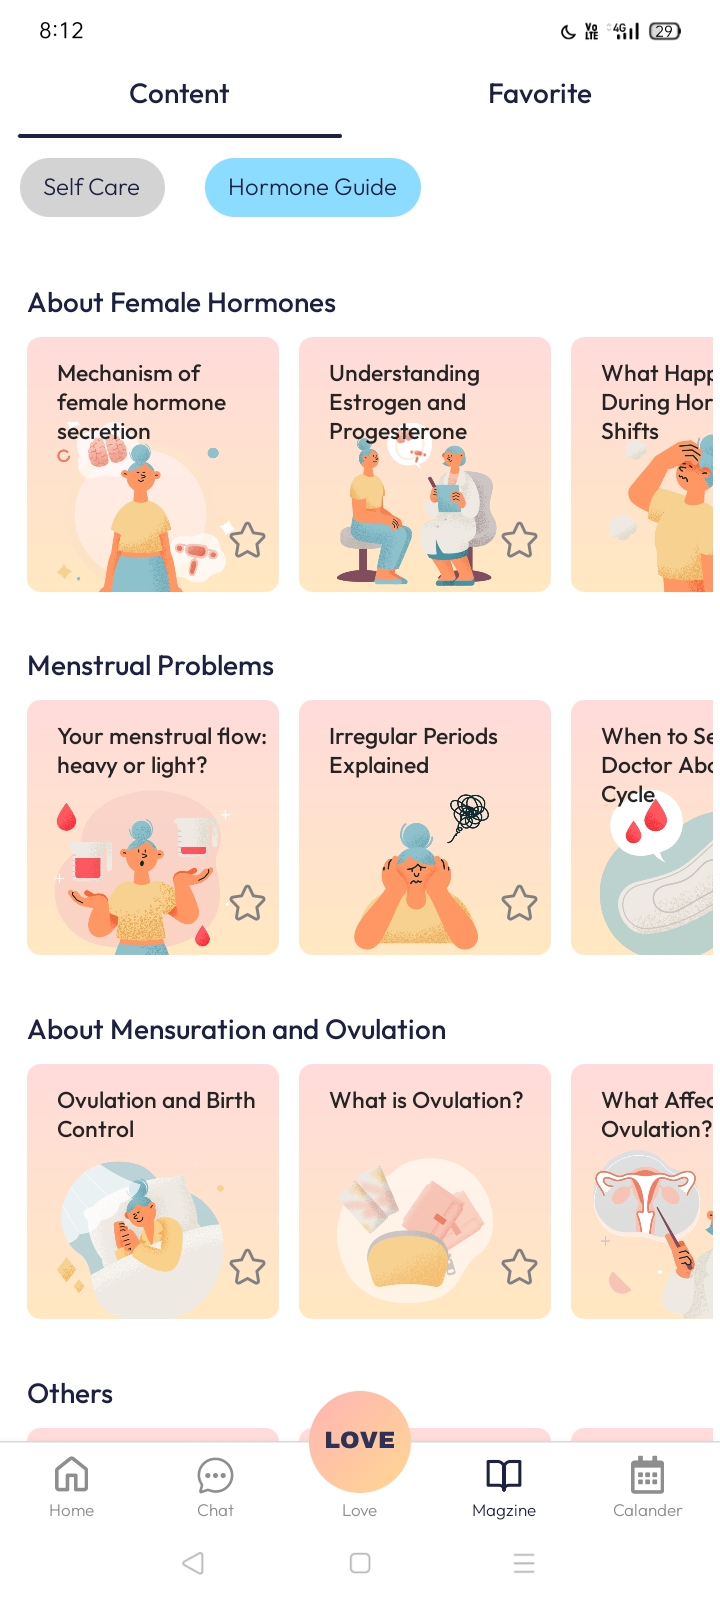 8:12
Vo LTE 4G 29
Content
Favorite
Self Care
Hormone Guide
About Female Hormones
Mechanism of
female hormone
secretion
Understanding
Estrogen and
Progesterone
What Happ
During Hor
Shifts
Menstrual Problems
Your menstrual flow:
heavy or light?
Irregular Periods
Explained
When to Se
Doctor Abo
Cycle
About Mensuration and Ovulation
Ovulation and Birth
Control
What is Ovulation?
What Affec
Ovulation?
Others
LOVE
Home
Chat
Love
Magzine
Calander